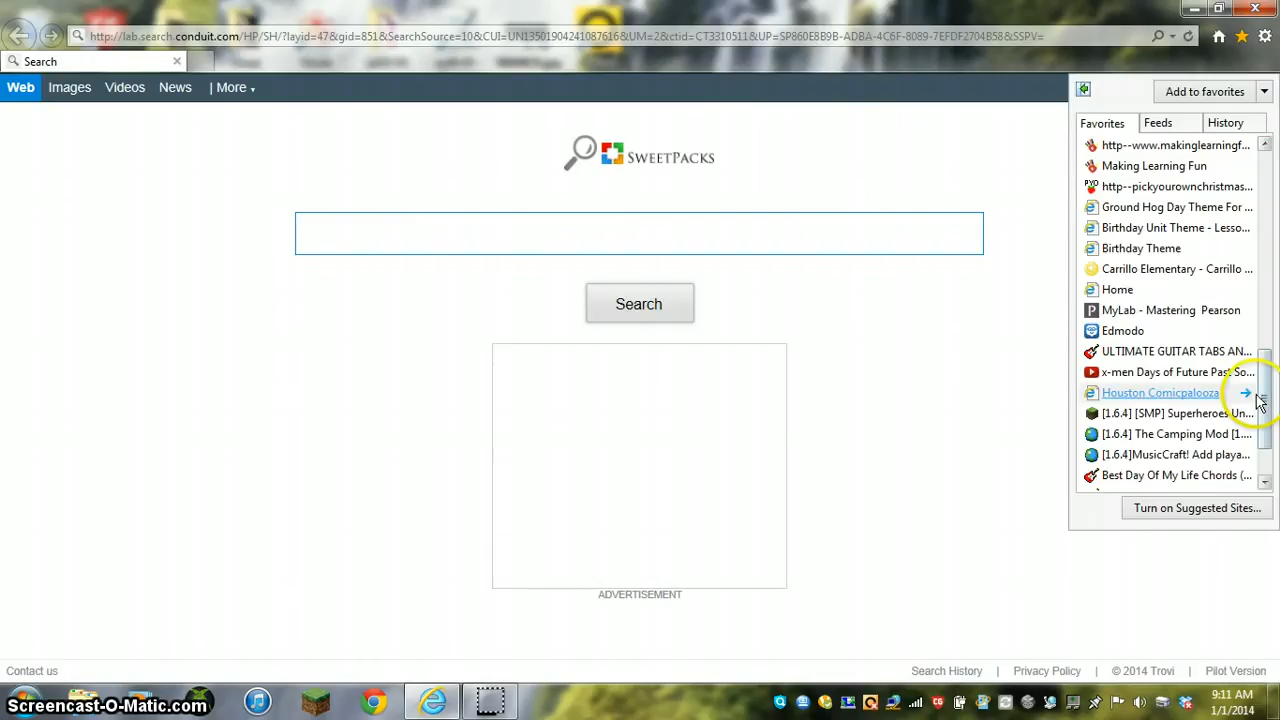 http://lab.search.conduit.com/HP/SH/?layid=47&gid=851&SearchSource=10&CUI=UN13501904241087616&UM=2&ctid=CT3310511&UP=SP860E8B9B-ADBA-4C6F-8089-7EFDF2704B58&SSPV=
Search
Web Images Videos News | More
SWEETPACKS
Search
ADVERTISEMENT
Add to favorites
Favorites Feeds History
http--www.makinglearningf...
Making Learning Fun
http--pickyourownchristmas...
Ground Hog Day Theme For ...
Birthday Unit Theme - Lesso...
Birthday Theme
Carrillo Elementary - Carrillo ...
Home
MyLab - Mastering Pearson
Edmodo
ULTIMATE GUITAR TABS AN...
x-men Days of Future Past So...
Houston Comicpalooza
[1.6.4] [SMP] Superheroes Un...
[1.6.4] The Camping Mod [1....
[1.6.4]MusicCraft! Add playa...
Best Day Of My Life Chords (...
Turn on Suggested Sites...
Contact us
Search History | Privacy Policy | © 2014 Trovi | Pilot Version
Screencast-O-Matic.com
9:11 AM
1/1/2014